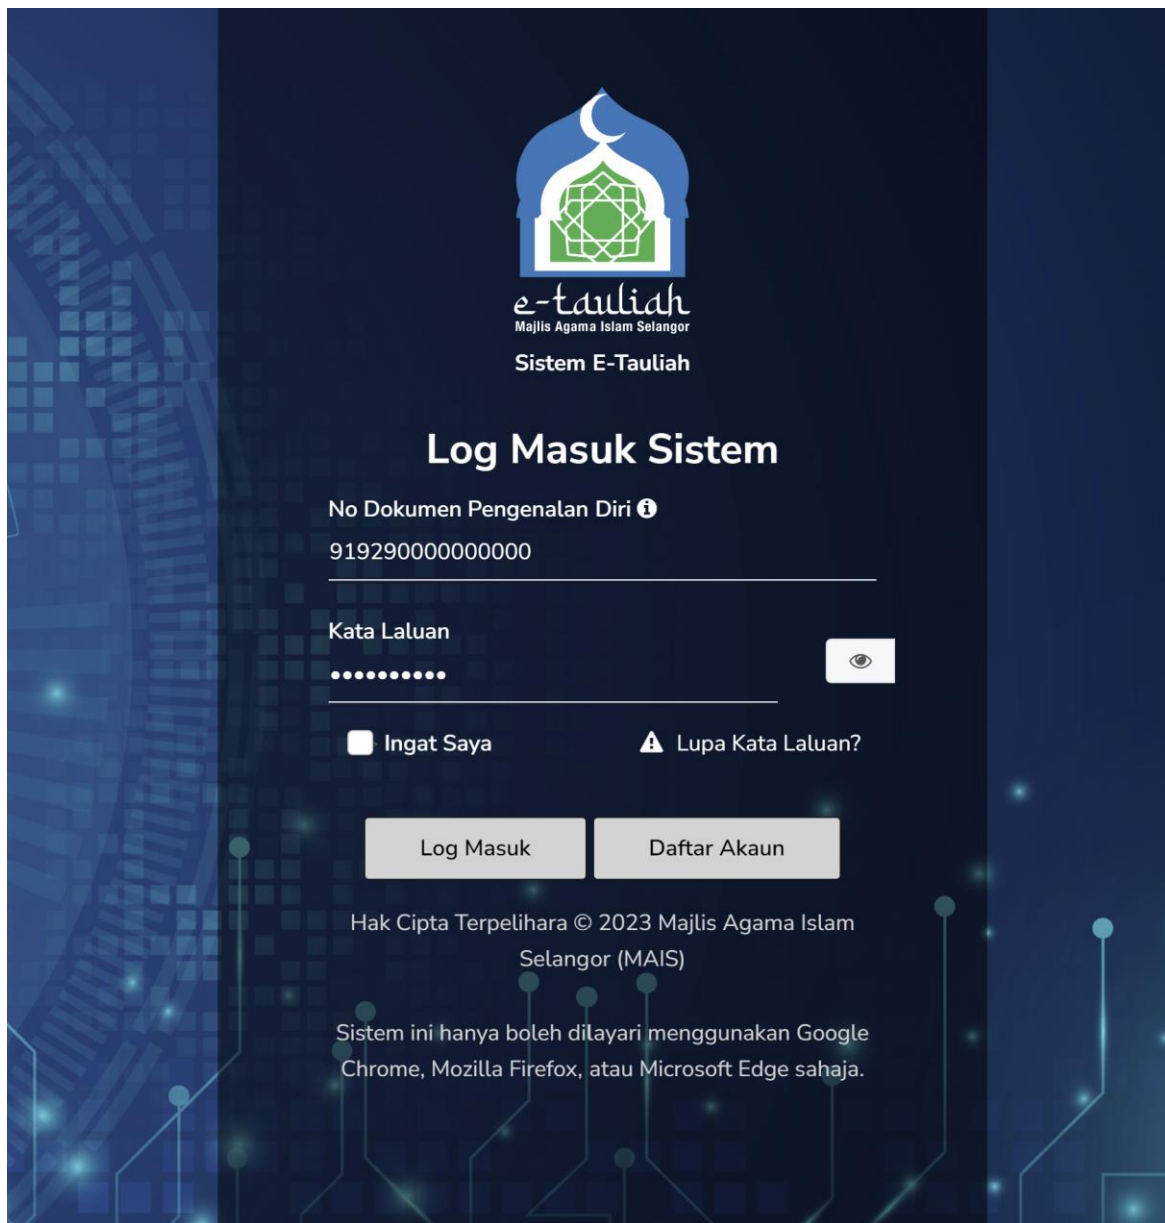 e-tauliah
Majlis Agama Islam Selangor
Sistem E-Tauliah
Log Masuk Sistem
No Dokumen Pengenalan Diri
919290000000000
Kata Laluan
••••••••••
Ingat Saya
Lupa Kata Laluan?
Log Masuk
Daftar Akaun
Hak Cipta Terpelihara © 2023 Majlis Agama Islam
Selangor (MAIS)
Sistem ini hanya boleh dilayari menggunakan Google
Chrome, Mozilla Firefox, atau Microsoft Edge sahaja.